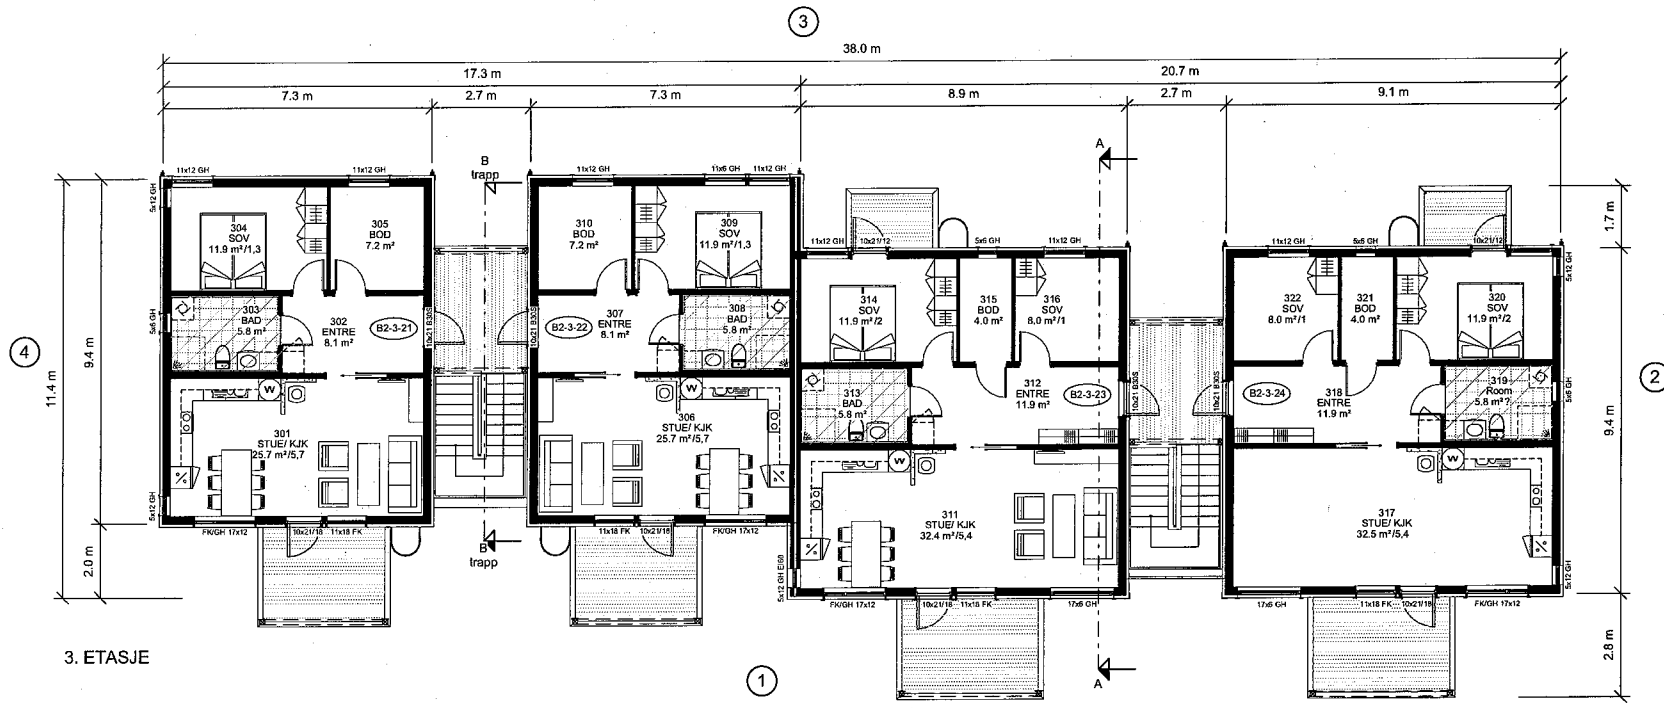 3
38.0 m
17.3 m
20.7 m
7.3 m
2.7 m
7.3 m
8.9 m
2.7 m
9.1 m
A
B
trapp
11x12 GH
11x12 GH
11x12 GH
11x6 GH
11x12 GH
5x12 GH
304
SOV
11.9 m²/1,3
305
BOD
7.2 m²
310
BOD
7.2 m²
309
SOV
11.9 m²/1,3
1.7 m
11x12 GH
10x21/12
5x6 GH
11x12 GH
11x12 GH
5x6 GH
10x21/12
5x12 GH
314
SOV
11.9 m²/2
315
BOD
4.0 m²
316
SOV
8,0 m²/1
322
SOV
8.0 m²/1
321
BOD
4.0 m²
320
SOV
11.9 m²/2
5x6 GH
303
BAD
5.8 m²
302
ENTRE
8.1 m²
B2-3-21
10x21 B30S
10x21 B30S
B2-3-22
307
ENTRE
8.1 m²
308
BAD
5.8 m²
4
11.4 m
9.4 m
2
313
BAD
5.8 m²
312
ENTRE
11.9 m²
B2-3-23
10x21 B30S
10x21 B30S
B2-3-24
318
ENTRE
11.9 m²
319
Room
5.8 m²?
5x6 GH
9.4 m
W
W
301
STUE/ KJK
25.7 m²/5,7
306
STUE/ KJK
25.7 m²/5,7
W
W
5x12 GH
311
STUE/ KJK
32.4 m²/5,4
317
STUE/ KJK
32.5 m²/5,4
FK/GH 17x12
10x21/18
11x18 FK
11x18 FK
10x21/18
FK/GH 17x12
B
trapp
2.0 m
5x12 GH EI60
5x12 GH
FK/GH 17x12
10x21/18
11x18 FK
17x6 GH
17x6 GH
11x18 FK
10x21/18
FK/GH 17x12
2.8 m
3. ETASJE
1
A